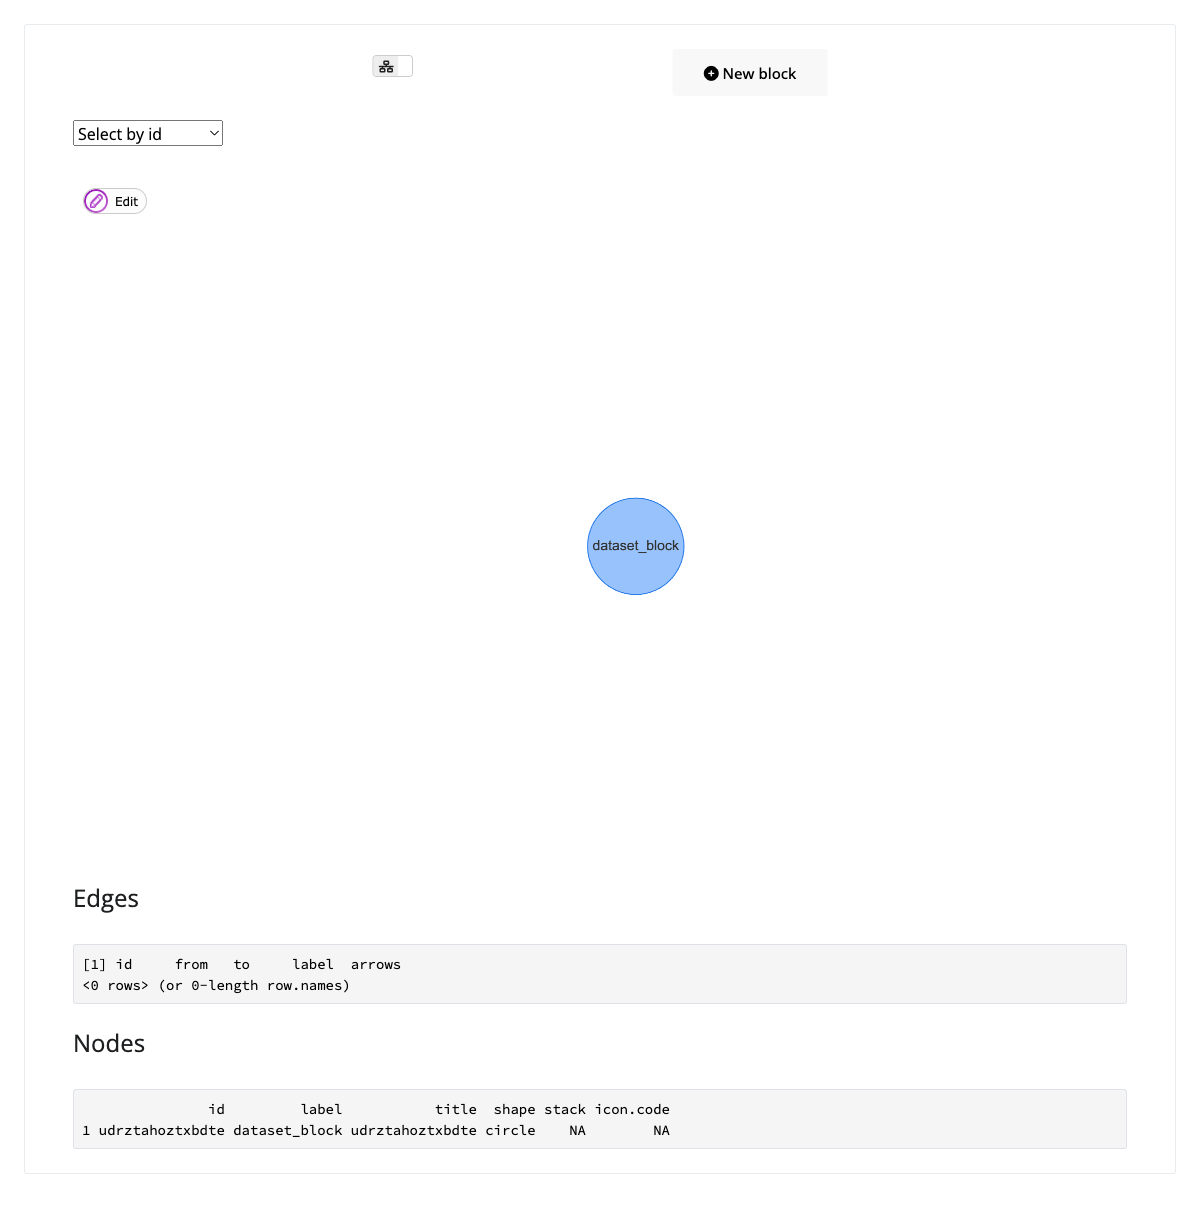 New block
Select by id
Edit
dataset_block
Edges
[1] id     from   to     label  arrows
<0 rows> (or 0-length row.names)
Nodes
               id         label           title  shape stack icon.code
1 udrztahoztxbdte dataset_block udrztahoztxbdte circle    NA        NA